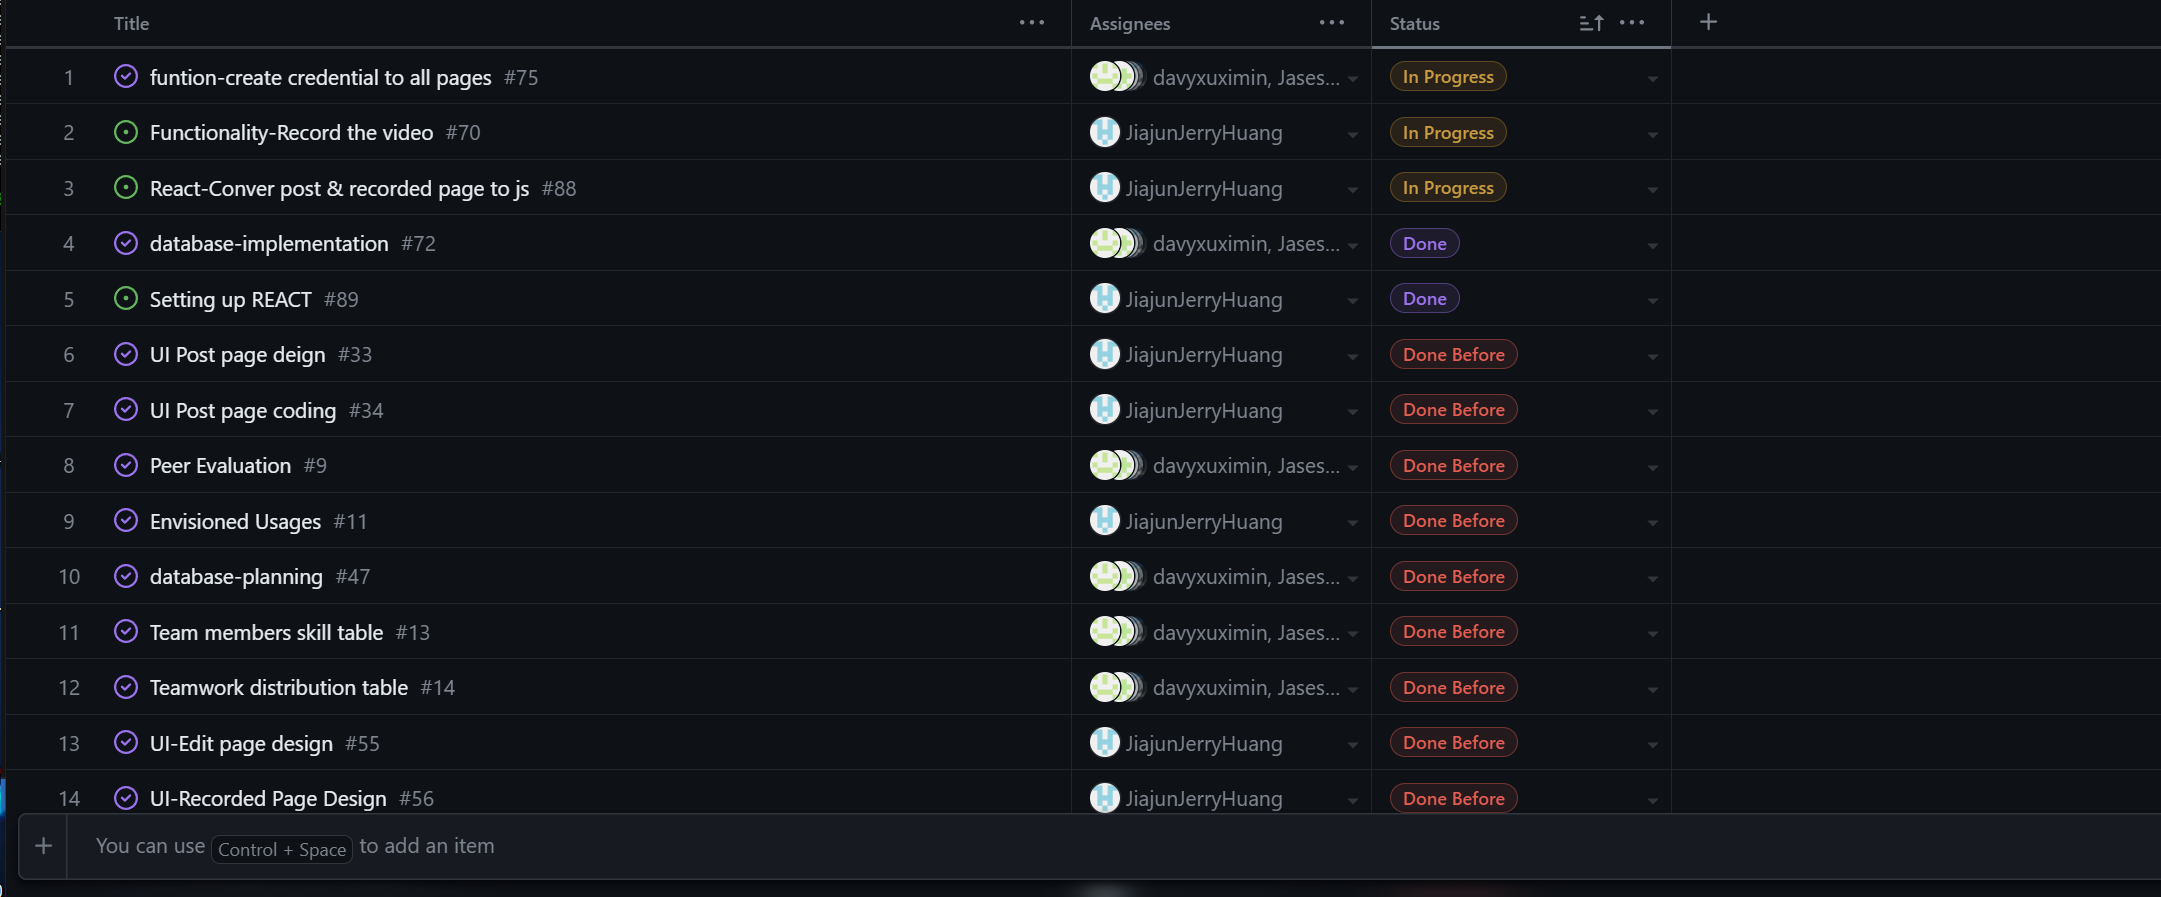 Title ... Assignees ... Status ... +
1 funtion-create credential to all pages #75 davyxuximin, Jases... In Progress
2 Functionality-Record the video #70 JiajunJerryHuang In Progress
3 React-Conver post & recorded page to js #88 JiajunJerryHuang In Progress
4 database-implementation #72 davyxuximin, Jases... Done
5 Setting up REACT #89 JiajunJerryHuang Done
6 UI Post page deign #33 JiajunJerryHuang Done Before
7 UI Post page coding #34 JiajunJerryHuang Done Before
8 Peer Evaluation #9 davyxuximin, Jases... Done Before
9 Envisioned Usages #11 JiajunJerryHuang Done Before
10 database-planning #47 davyxuximin, Jases... Done Before
11 Team members skill table #13 davyxuximin, Jases... Done Before
12 Teamwork distribution table #14 davyxuximin, Jases... Done Before
13 UI-Edit page design #55 JiajunJerryHuang Done Before
14 UI-Recorded Page Design #56 JiajunJerryHuang Done Before
+ You can use Control + Space to add an item